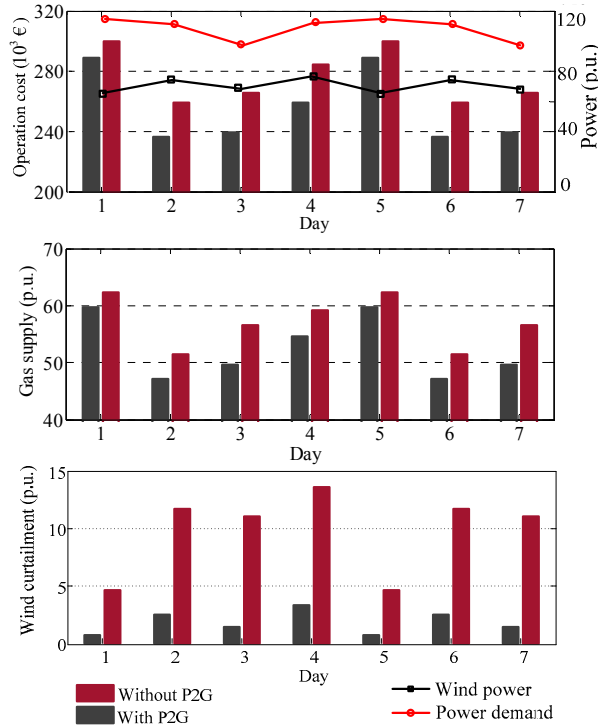 320
280
240
200
Operation cost (10³ €)
120
80
40
0
Power (p.u.)
1 2 3 4 5 6 7
Day
70
60
50
40
Gas supply (p.u.)
1 2 3 4 5 6 7
Day
15
10
5
0
Wind curtailment (p.u.)
1 2 3 4 5 6 7
Day
Without P2G
With P2G
Wind power
Power demand